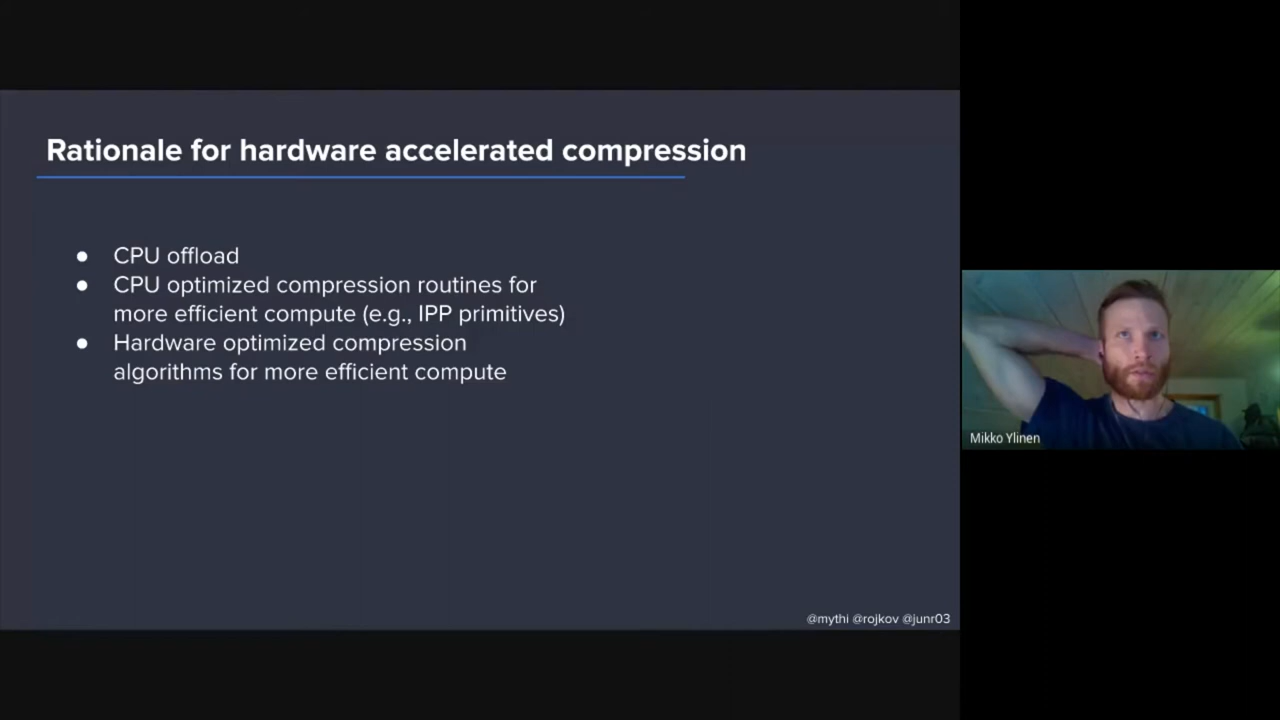 Rationale for hardware accelerated compression
● CPU offload
● CPU optimized compression routines for
more efficient compute (e.g., IPP primitives)
● Hardware optimized compression
algorithms for more efficient compute
Mikko Ylinen
@mythi @rojkov @junr03